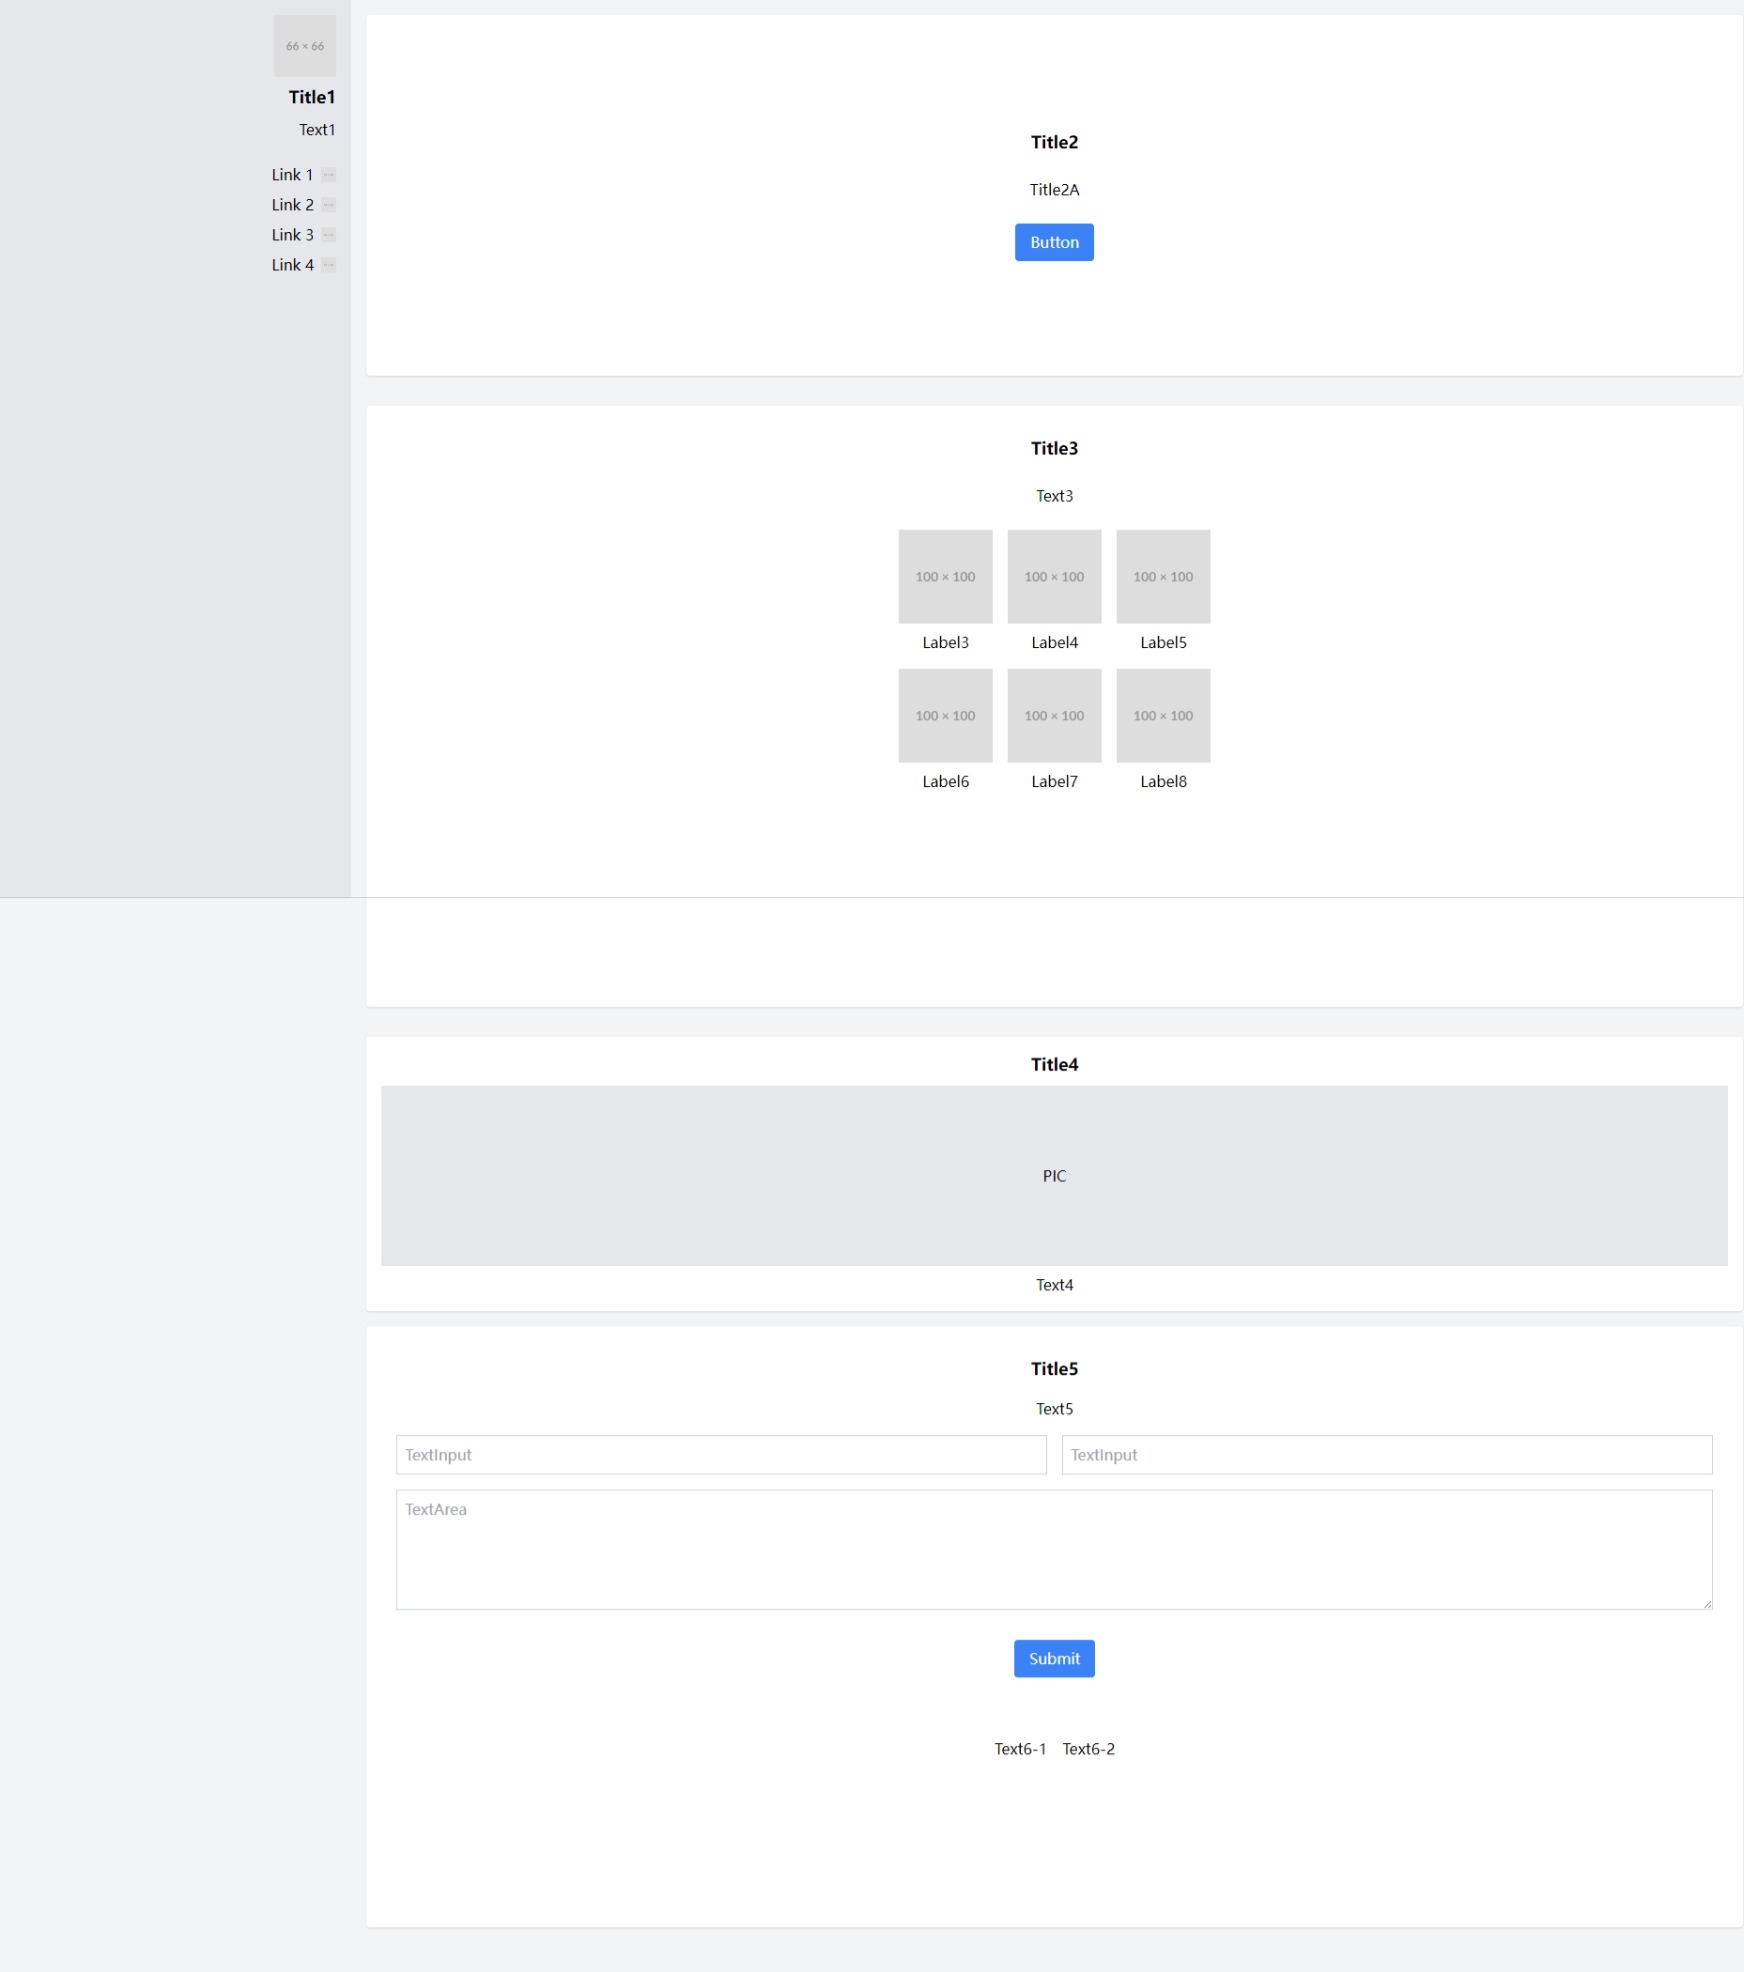 66 × 66
Title1
Text1
Link 1
Link 2
Link 3
Link 4
Title2
Title2A
Button
Title3
Text3
100 × 100 100 × 100 100 × 100
Label3 Label4 Label5
100 × 100 100 × 100 100 × 100
Label6 Label7 Label8
Title4
PIC
Text4
Title5
Text5
TextInput TextInput
TextArea
Submit
Text6-1 Text6-2